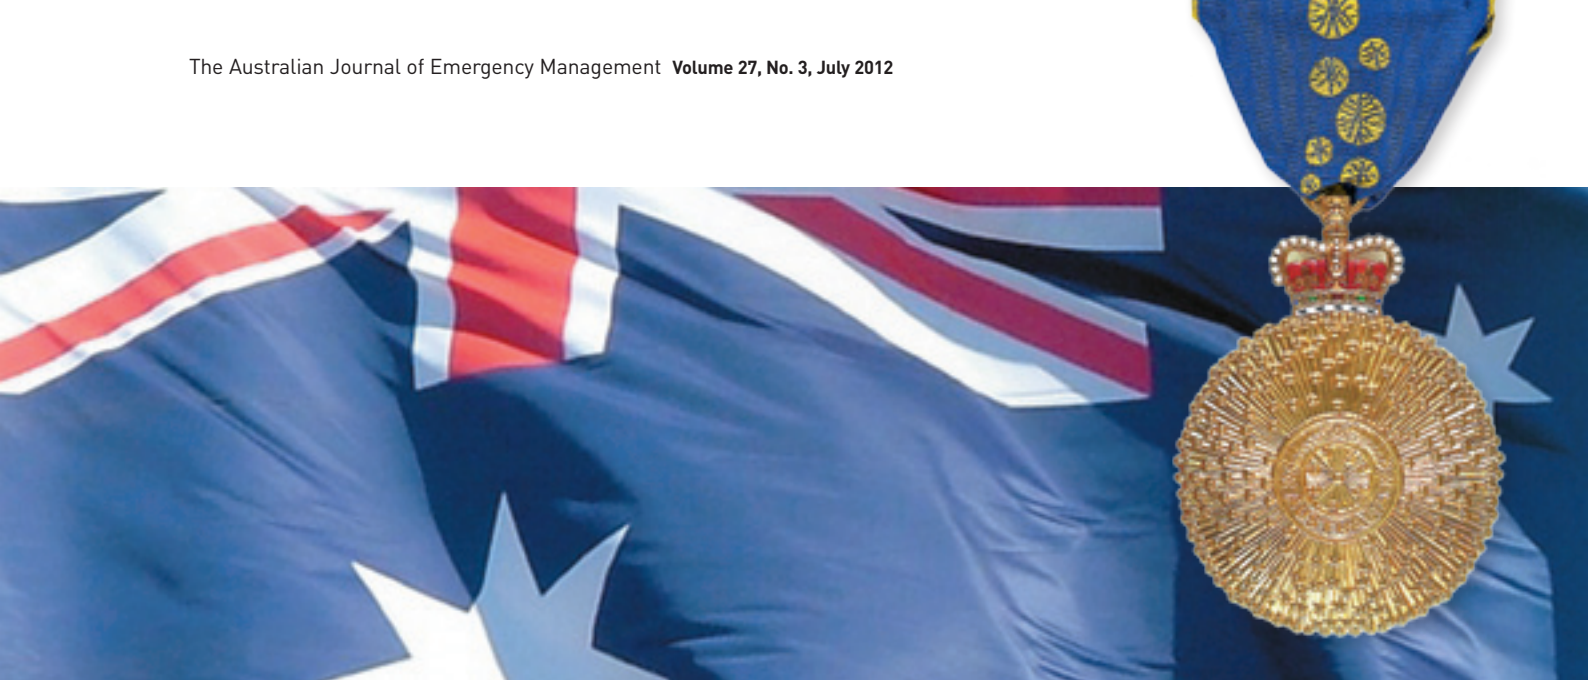 The Australian Journal of Emergency Management Volume 27, No. 3, July 2012